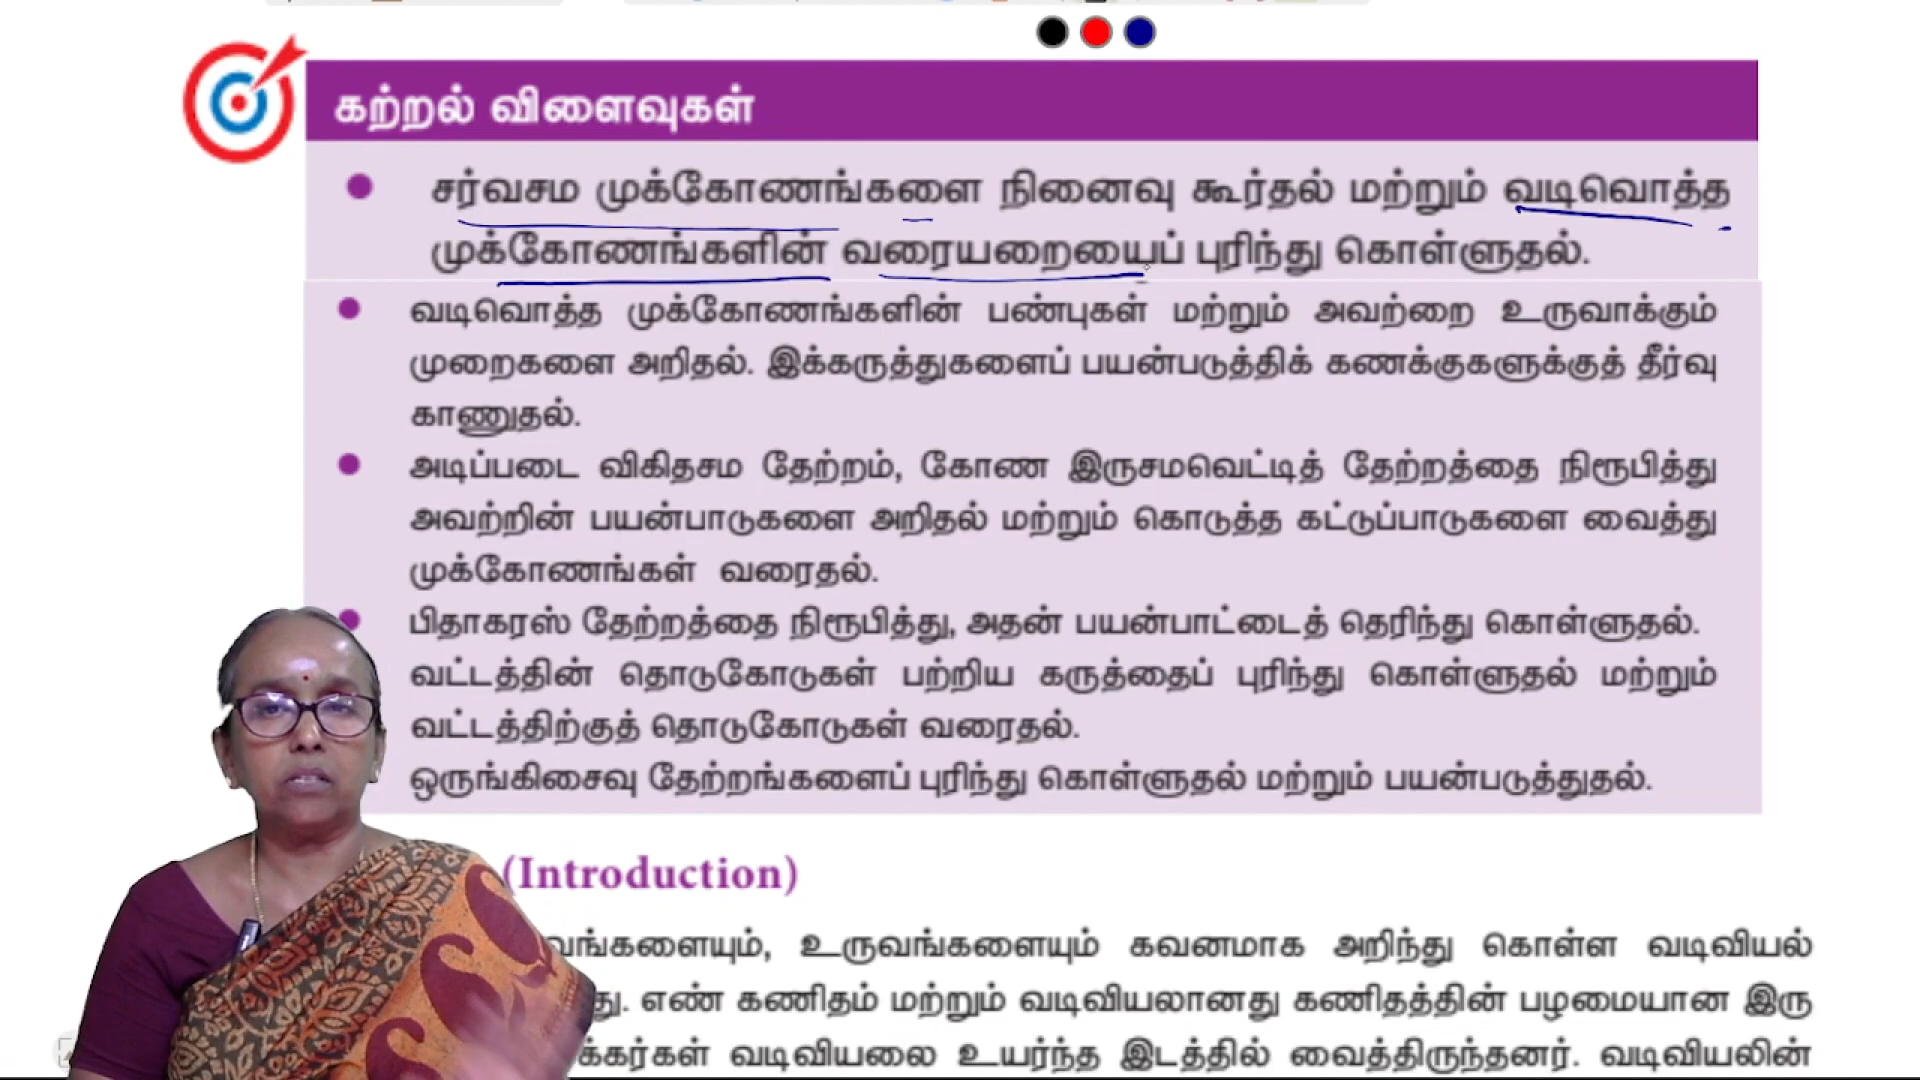 கற்றல் விளைவுகள்
சர்வசம முக்கோணங்களை நினைவு கூர்தல் மற்றும் வடிவொத்த
முக்கோணங்களின் வரையறையைப் புரிந்து கொள்ளுதல்.
வடிவொத்த முக்கோணங்களின் பண்புகள் மற்றும் அவற்றை உருவாக்கும்
முறைகளை அறிதல். இக்கருத்துகளைப் பயன்படுத்திக் கணக்குகளுக்குத் தீர்வு
காணுதல்.
அடிப்படை விகிதசம தேற்றம், கோண இருசமவெட்டித் தேற்றத்தை நிரூபித்து
அவற்றின் பயன்பாடுகளை அறிதல் மற்றும் கொடுத்த கட்டுப்பாடுகளை வைத்து
முக்கோணங்கள் வரைதல்.
பிதாகரஸ் தேற்றத்தை நிரூபித்து, அதன் பயன்பாட்டைத் தெரிந்து கொள்ளுதல்.
வட்டத்தின் தொடுகோடுகள் பற்றிய கருத்தைப் புரிந்து கொள்ளுதல் மற்றும்
வட்டத்திற்குத் தொடுகோடுகள் வரைதல்.
ஒருங்கிசைவு தேற்றங்களைப் புரிந்து கொள்ளுதல் மற்றும் பயன்படுத்துதல்.
(Introduction)
உருவங்களையும் கவனமாக அறிந்து கொள்ள வடிவியல்
எண் கணிதம் மற்றும் வடிவியலானது கணிதத்தின் பழமையான இரு
வடிவியலை உயர்ந்த இடத்தில் வைத்திருந்தனர். வடிவியலின்